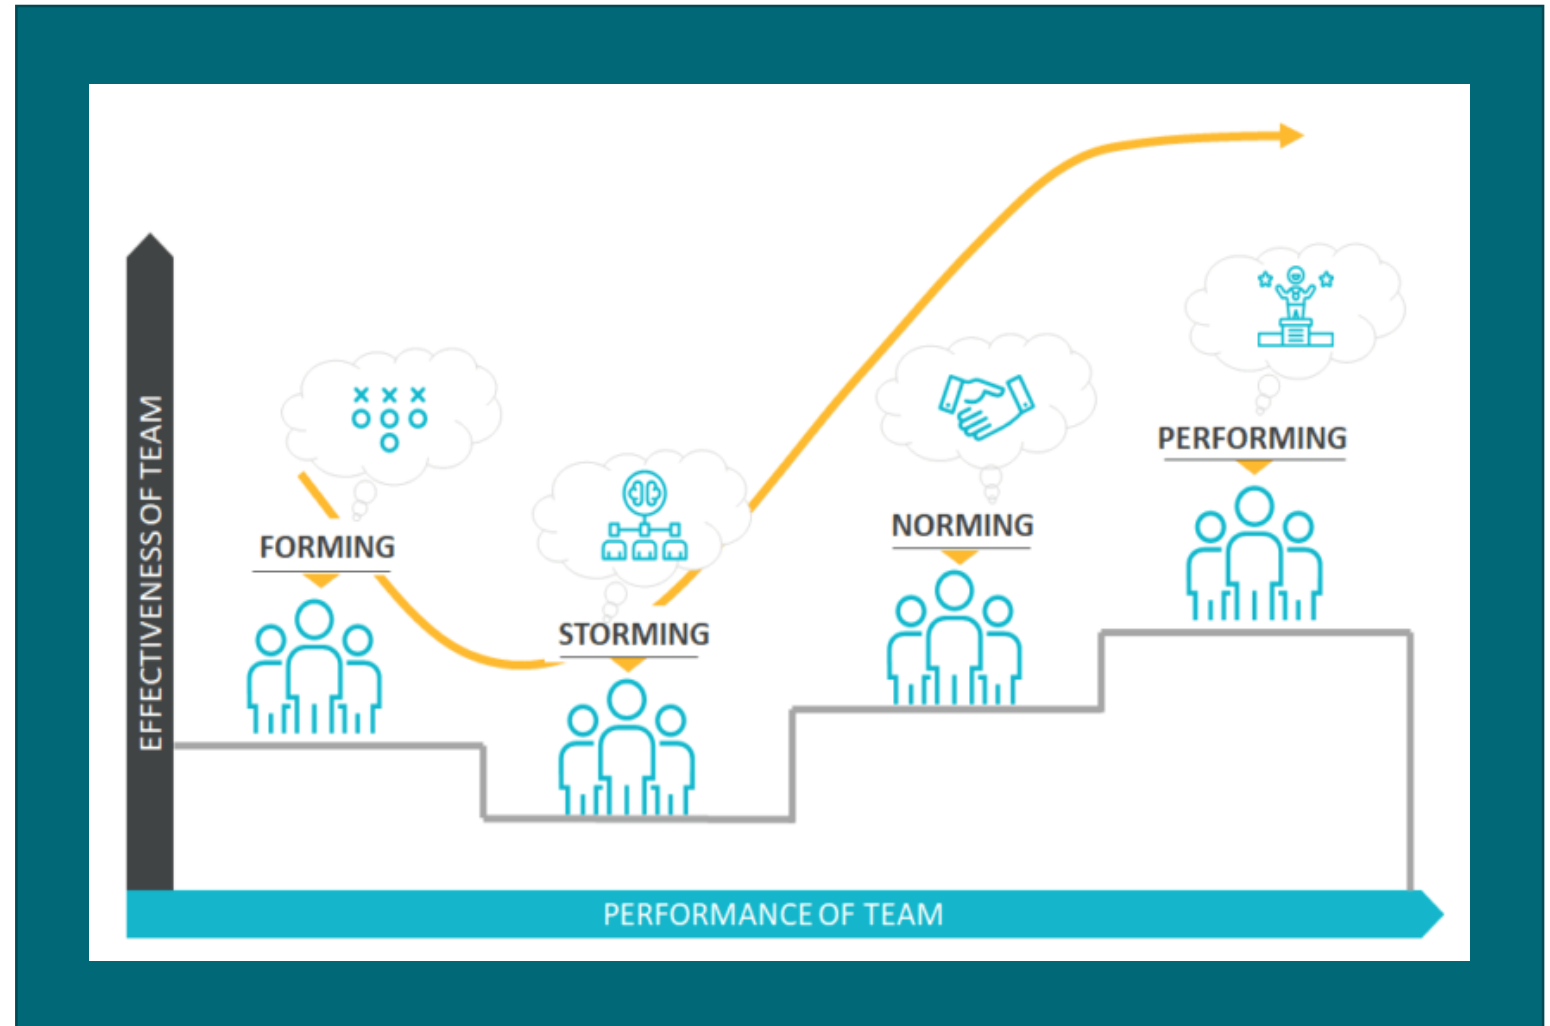 EFFECTIVENESS OF TEAM
FORMING
STORMING
NORMING
PERFORMING
PERFORMANCE OF TEAM